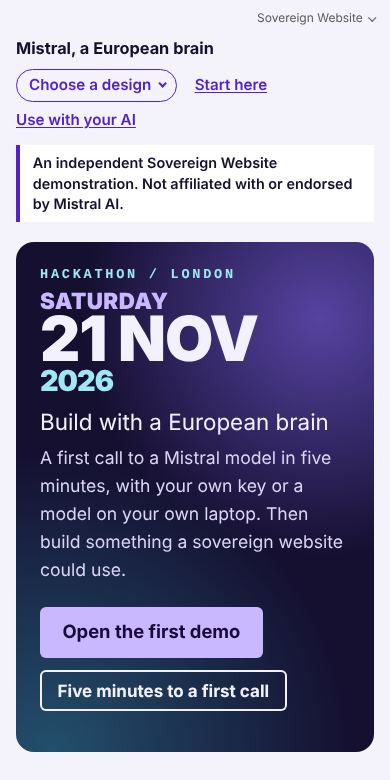 Sovereign Website
Mistral, a European brain
Choose a design
Start here
Use with your AI
An independent Sovereign Website
demonstration. Not affiliated with or endorsed
by Mistral AI.
HACKATHON / LONDON
SATURDAY
21 NOV
2026
Build with a European brain
A first call to a Mistral model in five
minutes, with your own key or a
model on your own laptop. Then
build something a sovereign website
could use.
Open the first demo
Five minutes to a first call